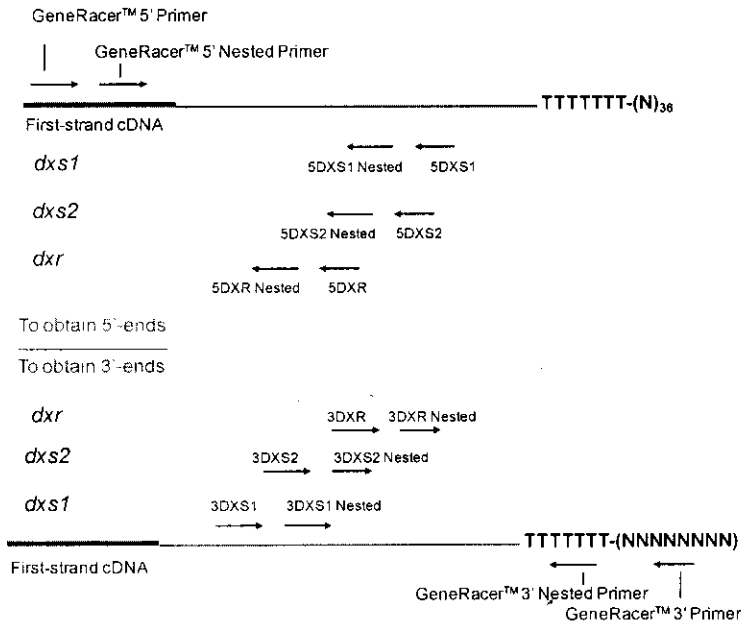 GeneRacer™ 5' Primer
GeneRacer™ 5' Nested Primer
TTTTTTT-(N)36
First-strand cDNA
dxs1
5DXS1 Nested 5DXS1
dxs2
5DXS2 Nested 5DXS2
dxr
5DXR Nested 5DXR
To obtain 5'-ends
To obtain 3'-ends
dxr
3DXR 3DXR Nested
dxs2
3DXS2 3DXS2 Nested
dxs1
3DXS1 3DXS1 Nested
TTTTTTT-(NNNNNNNN)
First-strand cDNA
GeneRacer™ 3' Nested Primer
GeneRacer™ 3' Primer